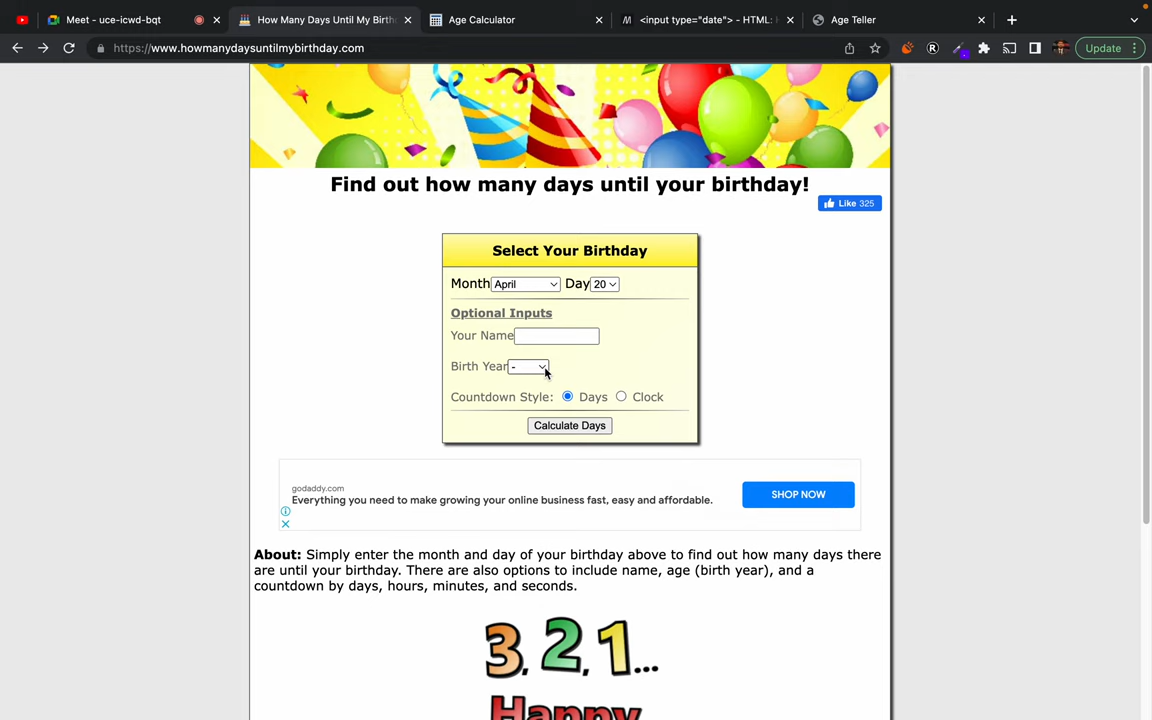 Meet - uce-icwd-bqt
How Many Days Until My Birth
Age Calculator
<input type="date"> - HTML:
Age Teller
https://www.howmanydaysuntilmybirthday.com
Update
Find out how many days until your birthday!
Like 325
Select Your Birthday
Month April Day 20
Optional Inputs
Your Name
Birth Year -
Countdown Style: Days Clock
Calculate Days
godaddy.com
Everything you need to make growing your online business fast, easy and affordable.
SHOP NOW
About: Simply enter the month and day of your birthday above to find out how many days there
are until your birthday. There are also options to include name, age (birth year), and a
countdown by days, hours, minutes, and seconds.
3, 2, 1...
Happy